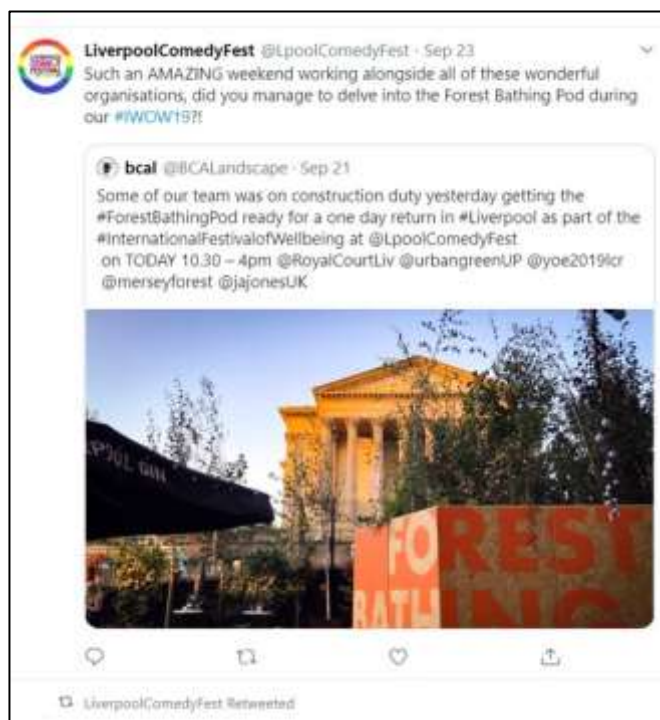 LiverpoolComedyFest @LpoolComedyFest · Sep 23
Such an AMAZING weekend working alongside all of these wonderful
organisations, did you manage to delve into the Forest Bathing Pod during
our #IWOW19?!
bcal @BCALandscape · Sep 21
Some of our team was on construction duty yesterday getting the
#ForestBathingPod ready for a one day return in #Liverpool as part of the
#InternationalFestivalofWellbeing at @LpoolComedyFest
on TODAY 10.30 – 4pm @RoyalCourtLiv @urbangreenUP @yoe2019lcr
@merseyforest @jajonesUK
GIN
FOREST
BATHING
LiverpoolComedyFest Retweeted